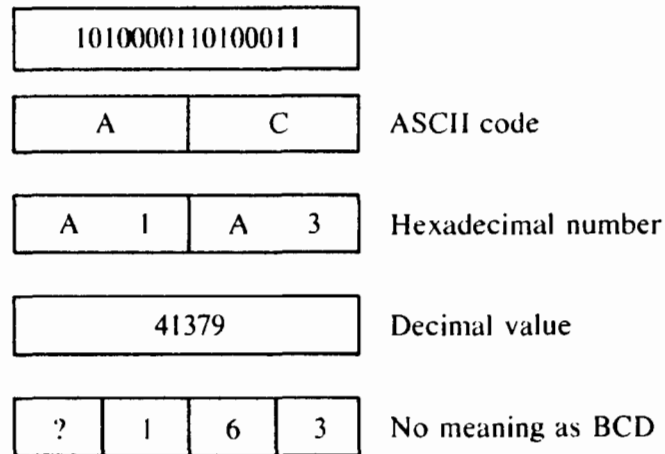 1010000110100011
A C ASCII code
A 1 A 3 Hexadecimal number
41379 Decimal value
? 1 6 3 No meaning as BCD